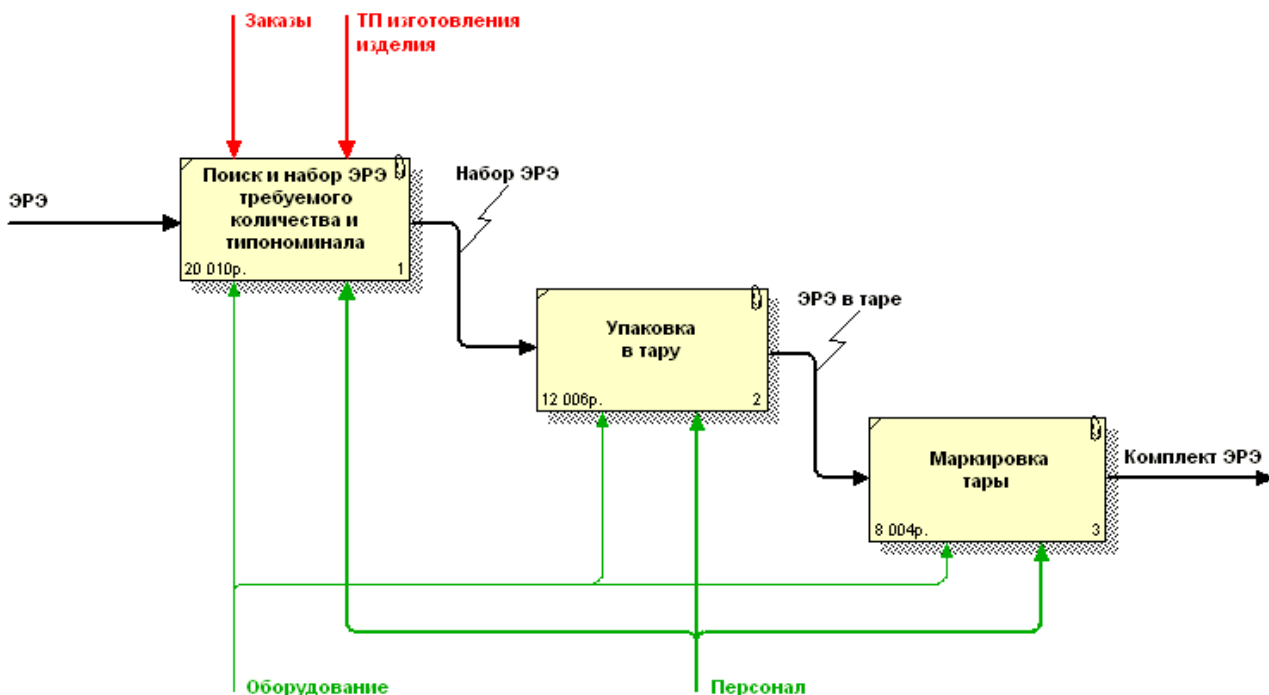 Заказы
ТП изготовления
изделия
ЭРЭ
Поиск и набор ЭРЭ
требуемого
количества и
типономинала
20 010р.
1
Набор ЭРЭ
Упаковка
в тару
12 006р.
2
ЭРЭ в таре
Маркировка
тары
8 004р.
3
Комплект ЭРЭ
Оборудование
Персонал